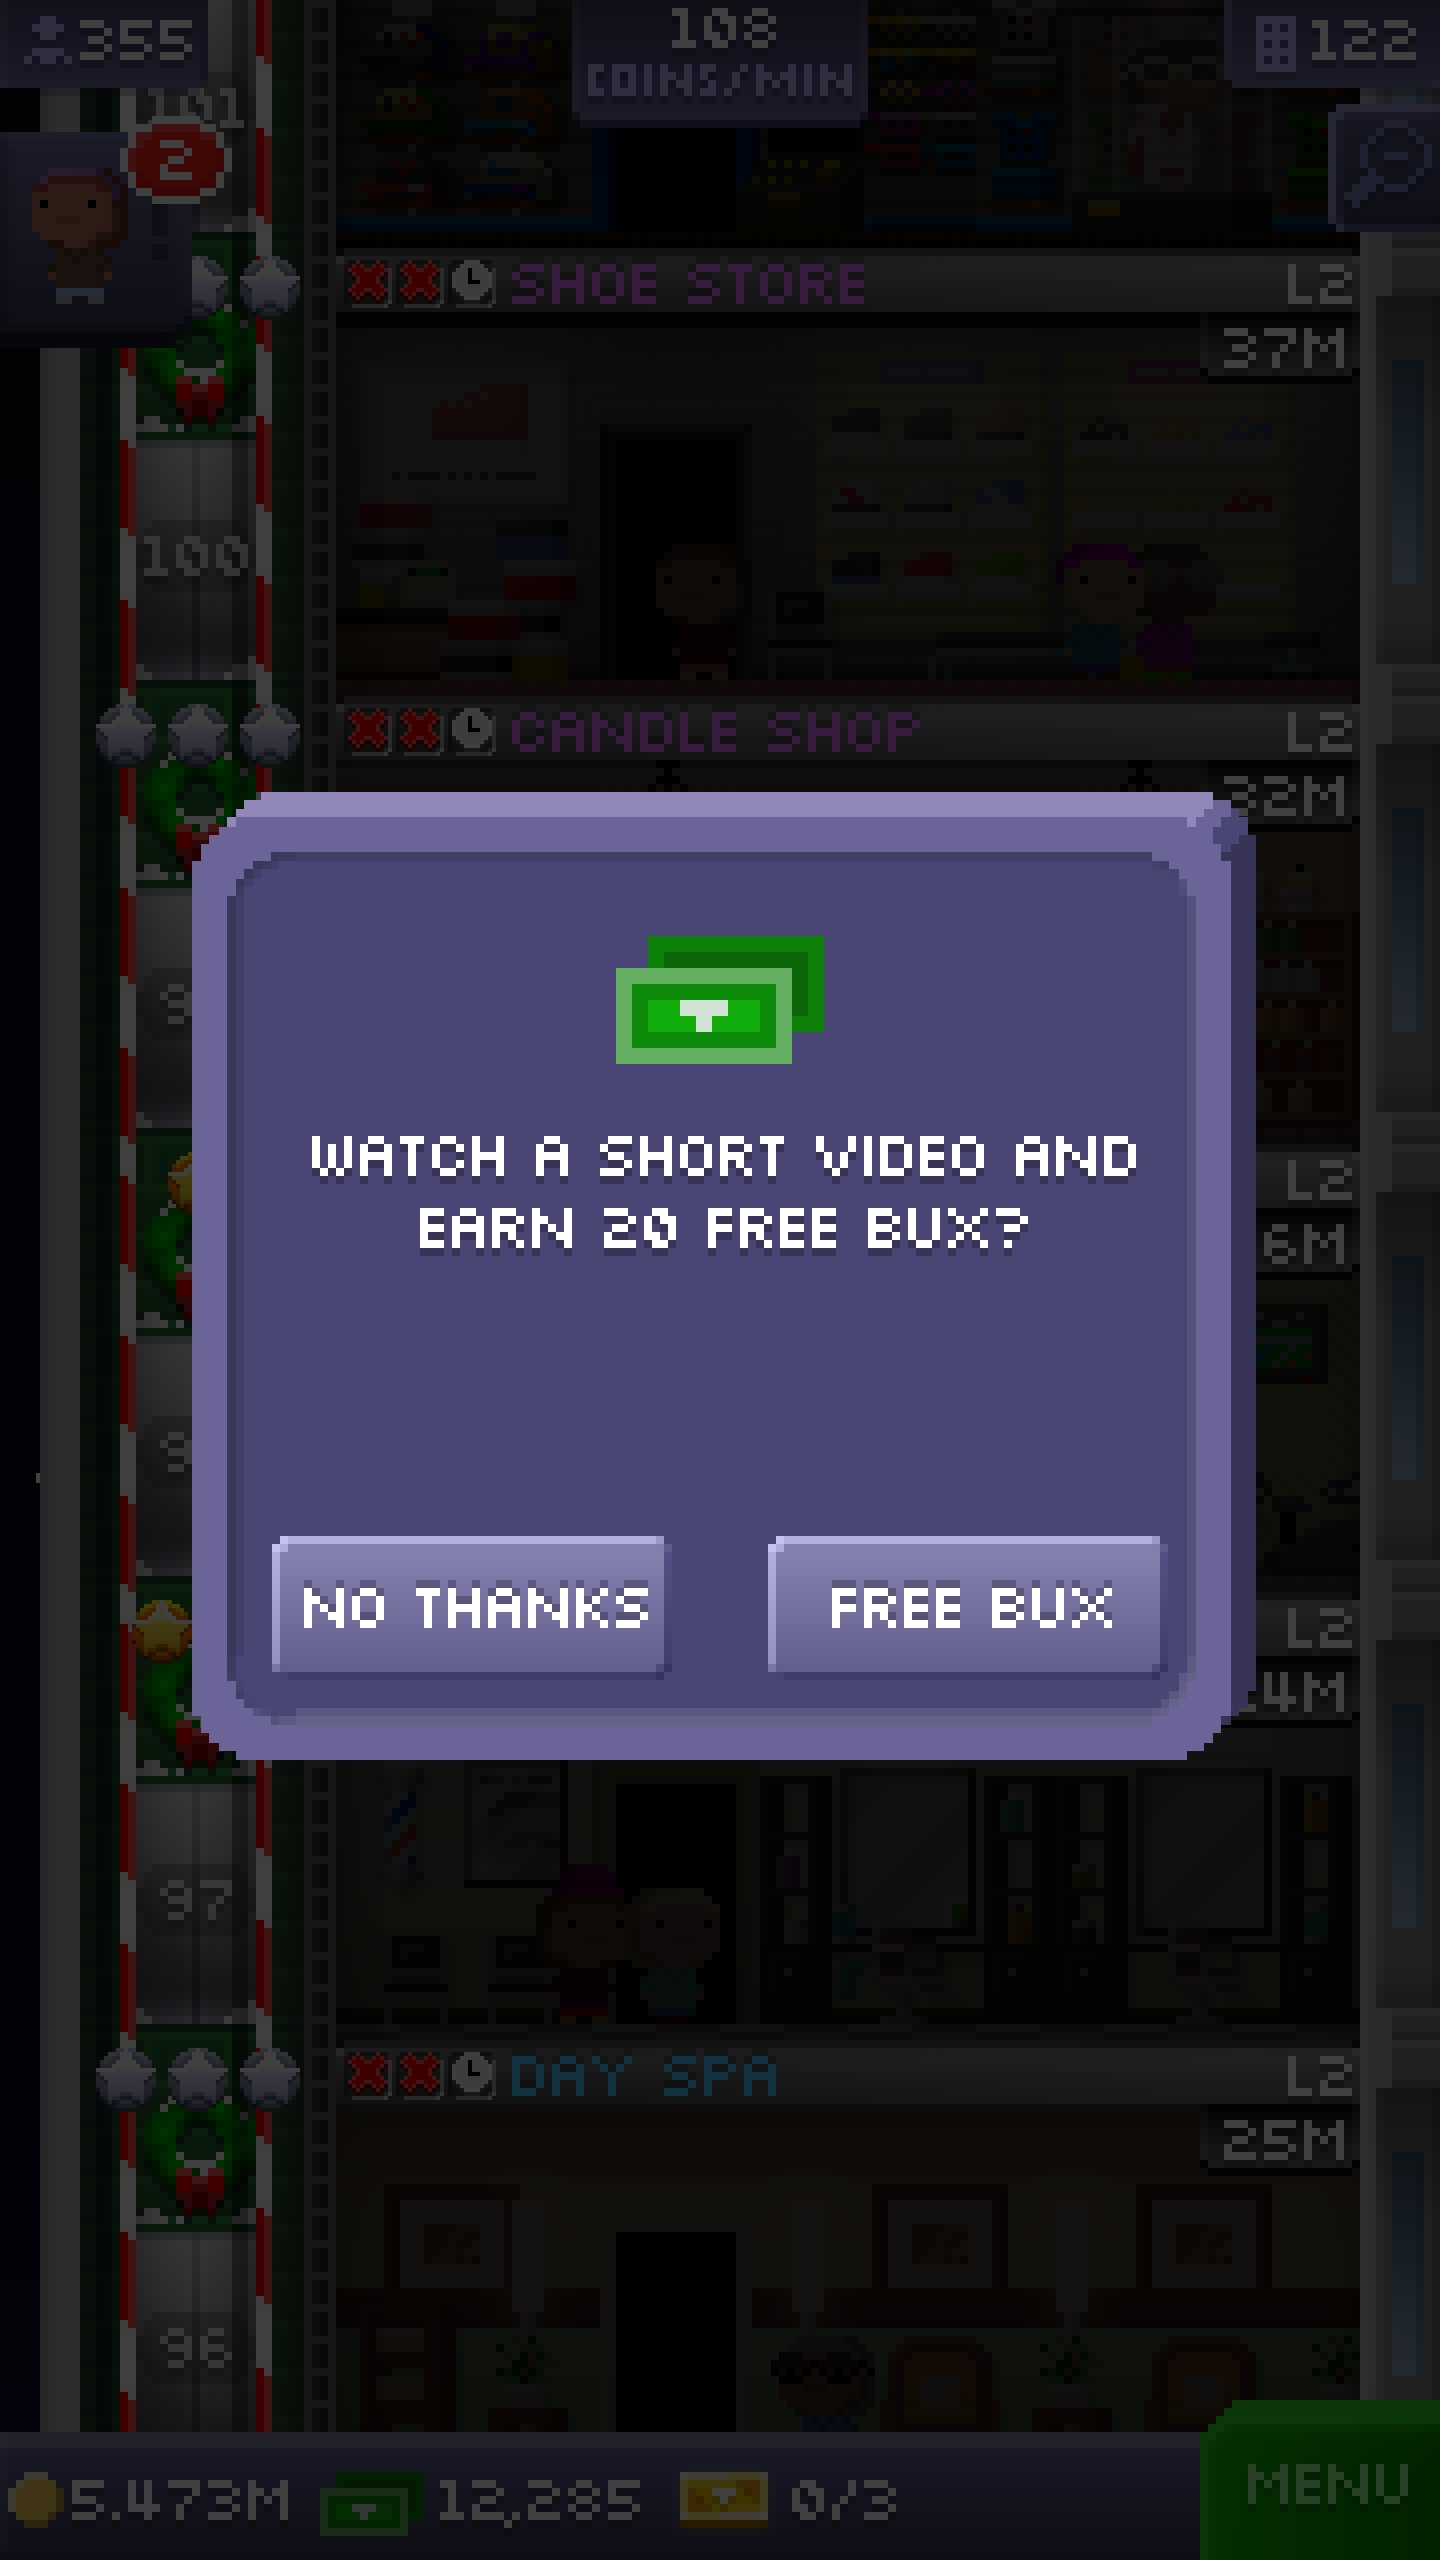 355
108
COINS/MIN
122
101
2
SHOE STORE
L2
37M
100
CANDLE SHOP
L2
32M
WATCH A SHORT VIDEO AND
EARN 20 FREE BUX?
L2
6M
NO THANKS
FREE BUX
L2
4M
97
DAY SPA
L2
25M
96
5.473M
12,285
0/3
MENU